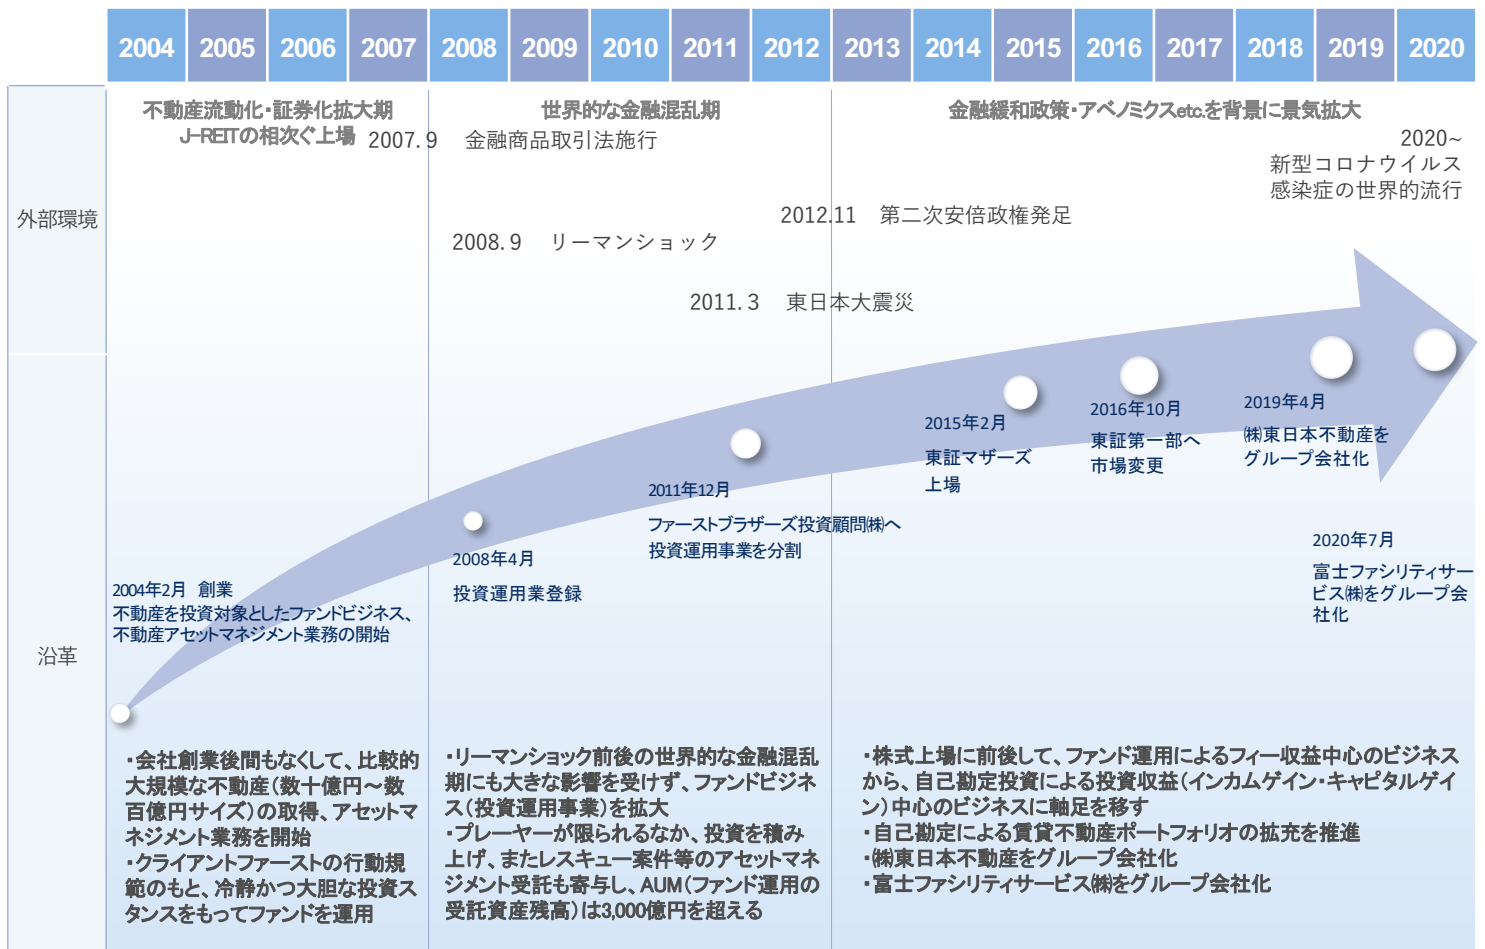 2004 2005 2006 2007 2008 2009 2010 2011 2012 2013 2014 2015 2016 2017 2018 2019 2020
外部環境
不動産流動化・証券化拡大期
J-REITの相次ぐ上場
2007.9 金融商品取引法施行
世界的な金融混乱期
2008.9 リーマンショック
2011.3 東日本大震災
2012.11 第二次安倍政権発足
金融緩和政策・アベノミクスetc.を背景に景気拡大
2020~
新型コロナウイルス
感染症の世界的流行
沿革
2004年2月 創業
不動産を投資対象としたファンドビジネス、
不動産アセットマネジメント業務の開始
2008年4月
投資運用業登録
2011年12月
ファーストブラザーズ投資顧問㈱へ
投資運用事業を分割
2015年2月
東証マザーズ
上場
2016年10月
東証第一部へ
市場変更
2019年4月
㈱東日本不動産を
グループ会社化
2020年7月
富士ファシリティサー
ビス㈱をグループ会
社化
・会社創業後間もなくして、比較的
大規模な不動産（数十億円～数
百億円サイズ）の取得、アセットマ
ネジメント業務を開始
・クライアントファーストの行動規
範のもと、冷静かつ大胆な投資ス
タンスをもってファンドを運用
・リーマンショック前後の世界的な金融混乱
期にも大きな影響を受けず、ファンドビジネ
ス（投資運用事業）を拡大
・プレーヤーが限られるなか、投資を積み
上げ、またレスキュー案件等のアセットマネ
ジメント受託も寄与し、AUM（ファンド運用の
受託資産残高）は3,000億円を超える
・株式上場に前後して、ファンド運用によるフィー収益中心のビジネス
から、自己勘定投資による投資収益（インカムゲイン・キャピタルゲイ
ン）中心のビジネスに軸足を移す
・自己勘定による賃貸不動産ポートフォリオの拡充を推進
・㈱東日本不動産をグループ会社化
・富士ファシリティサービス㈱をグループ会社化